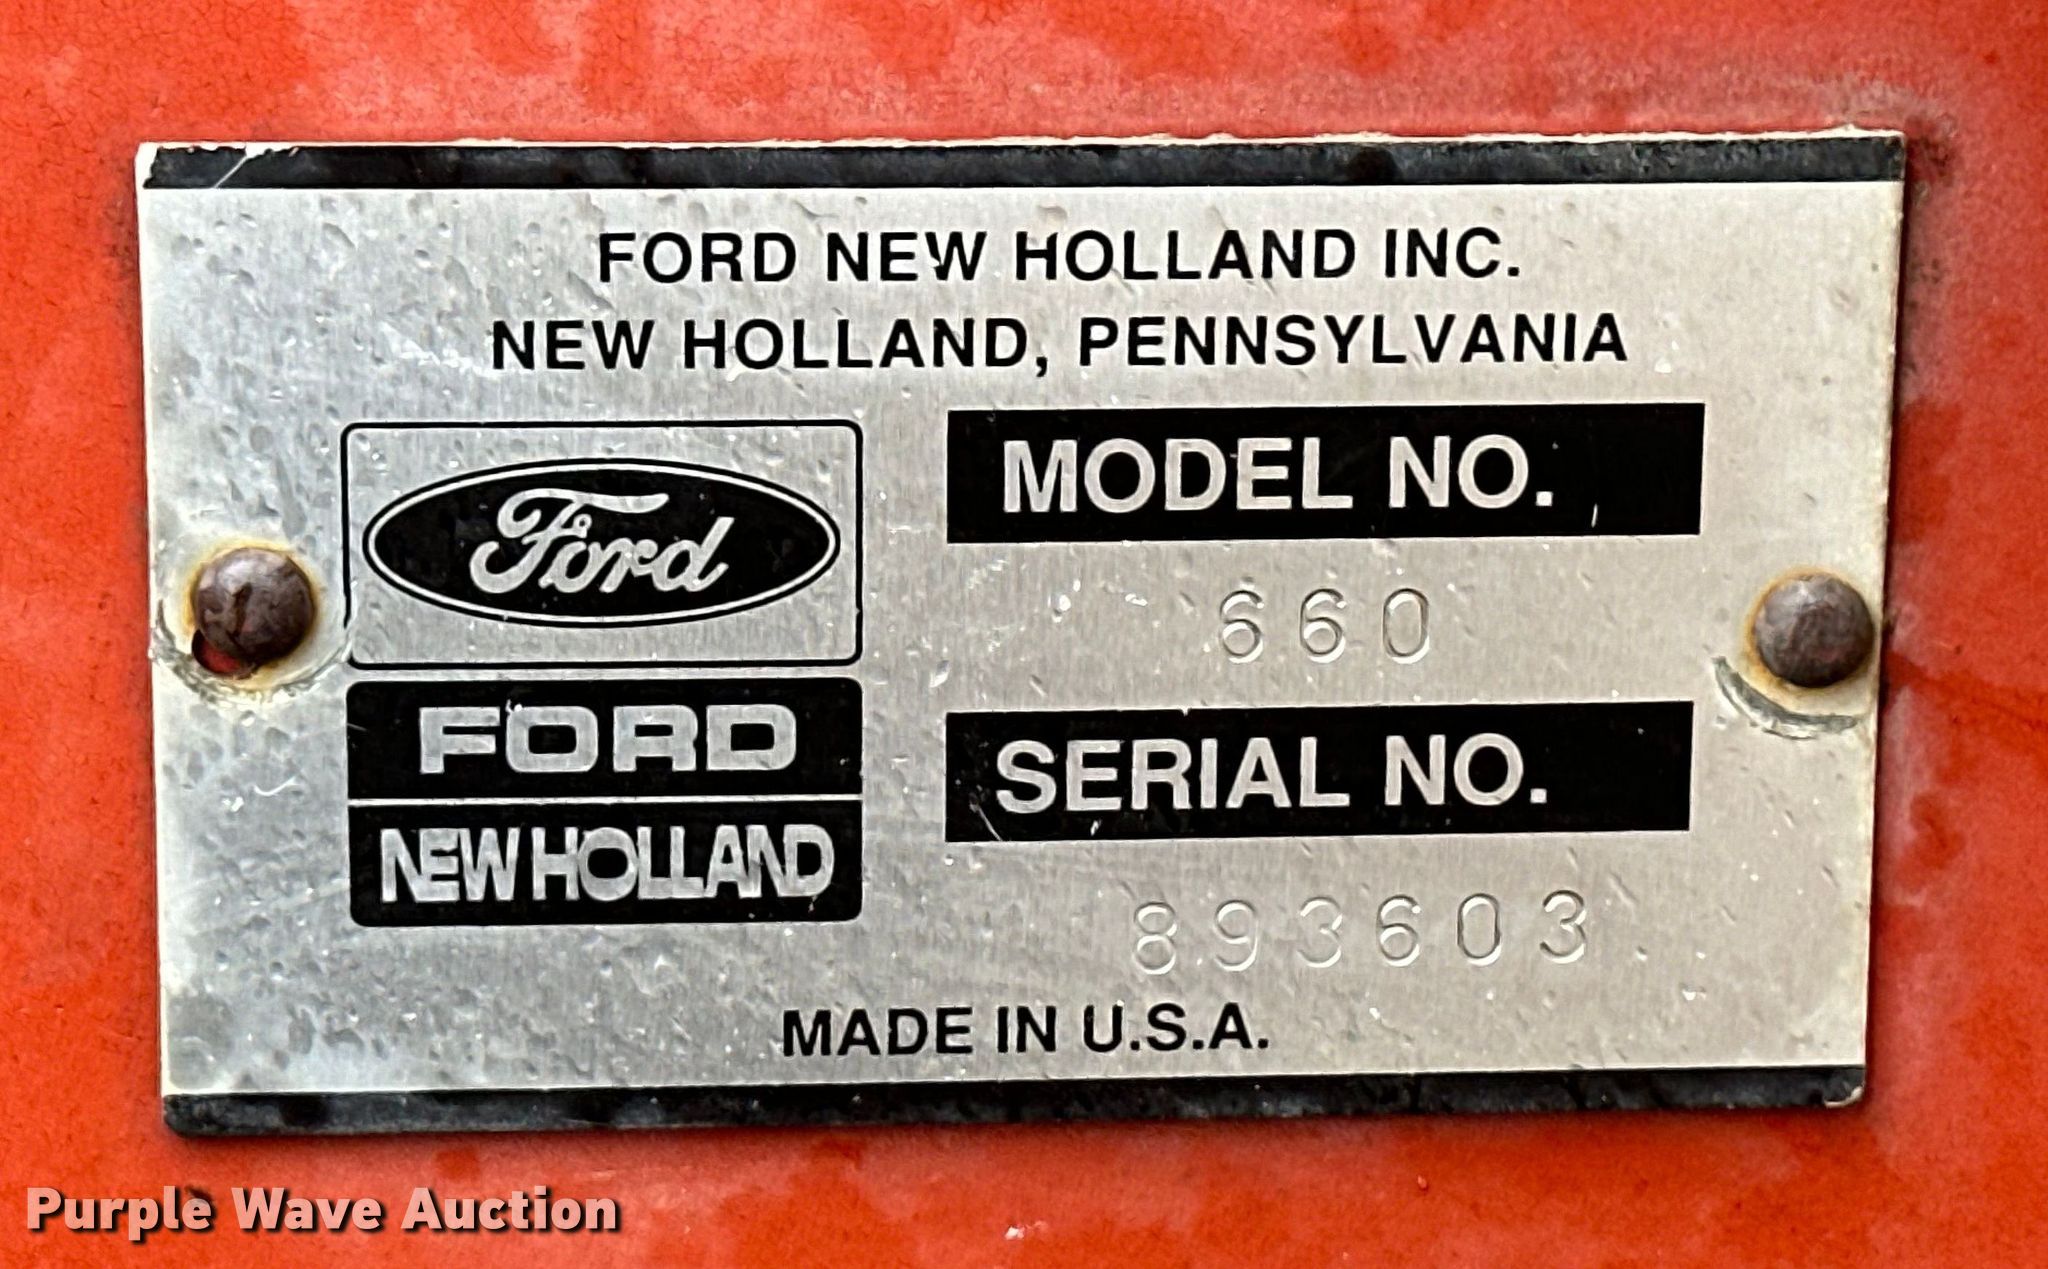 FORD NEW HOLLAND INC.
NEW HOLLAND, PENNSYLVANIA
Ford
FORD
NEW HOLLAND
MODEL NO.
660
SERIAL NO.
893603
MADE IN U.S.A.
Purple Wave Auction